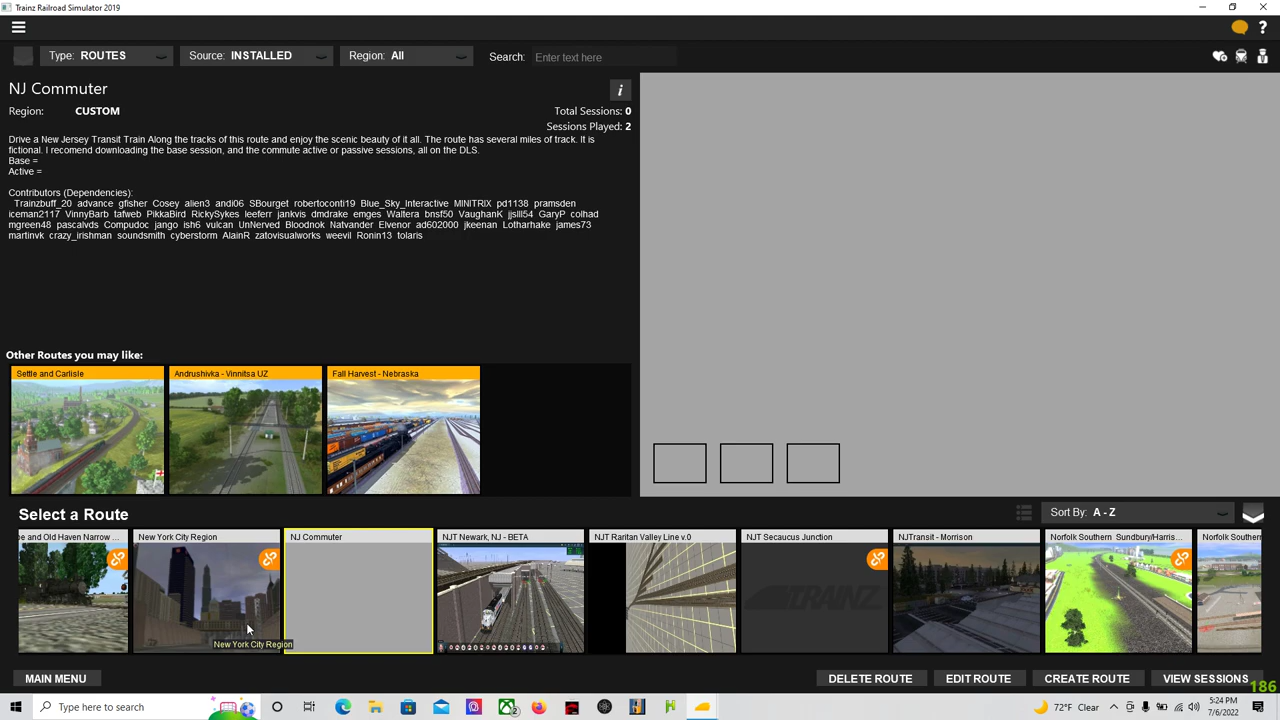 Trainz Railroad Simulator 2019
Type: ROUTES
Source: INSTALLED
Region: All
Search: Enter text here
NJ Commuter
i
Region: CUSTOM
Total Sessions: 0
Sessions Played: 2
Drive a New Jersey Transit Train Along the tracks of this route and enjoy the scenic beauty of it all. The route has several miles of track. It is
fictional. I recomend downloading the base session, and the commute active or passive sessions, all on the DLS.
Base =
Active =
Contributors (Dependencies):
Trainzbuff_20 advance gfisher Cosey alien3 andi06 SBourget robertoconti19 Blue_Sky_Interactive MINITRIX pd1138 pramsden
iceman2117 VinnyBarb tafweb PikkaBird RickySykes leeferr jankvis dmdrake emges Waltera bnsf50 VaughanK jjslll54 GaryP colhad
mgreen48 pascalvds Compudoc jango ish6 vulcan UnNerved Bloodnok Natvander Elvenor ad602000 jkeenan Lotharhake james73
martinvk crazy_irishman soundsmith cyberstorm AlainR zatovisualworks weevil Ronin13 tolaris
Other Routes you may like:
Settle and Carlisle
Andrushivka - Vinnitsa UZ
Fall Harvest - Nebraska
Select a Route
Sort By: A - Z
ee and Old Haven Narrow ...
New York City Region
NJ Commuter
NJT Newark, NJ - BETA
NJT Raritan Valley Line v.0
NJT Secaucus Junction
NJTransit - Morrison
Norfolk Southern Sundbury/Harris...
Norfolk Southern
TRAINZ
New York City Region
MAIN MENU
DELETE ROUTE
EDIT ROUTE
CREATE ROUTE
VIEW SESSIONS
186
Type here to search
72°F Clear
5:24 PM
7/6/2022